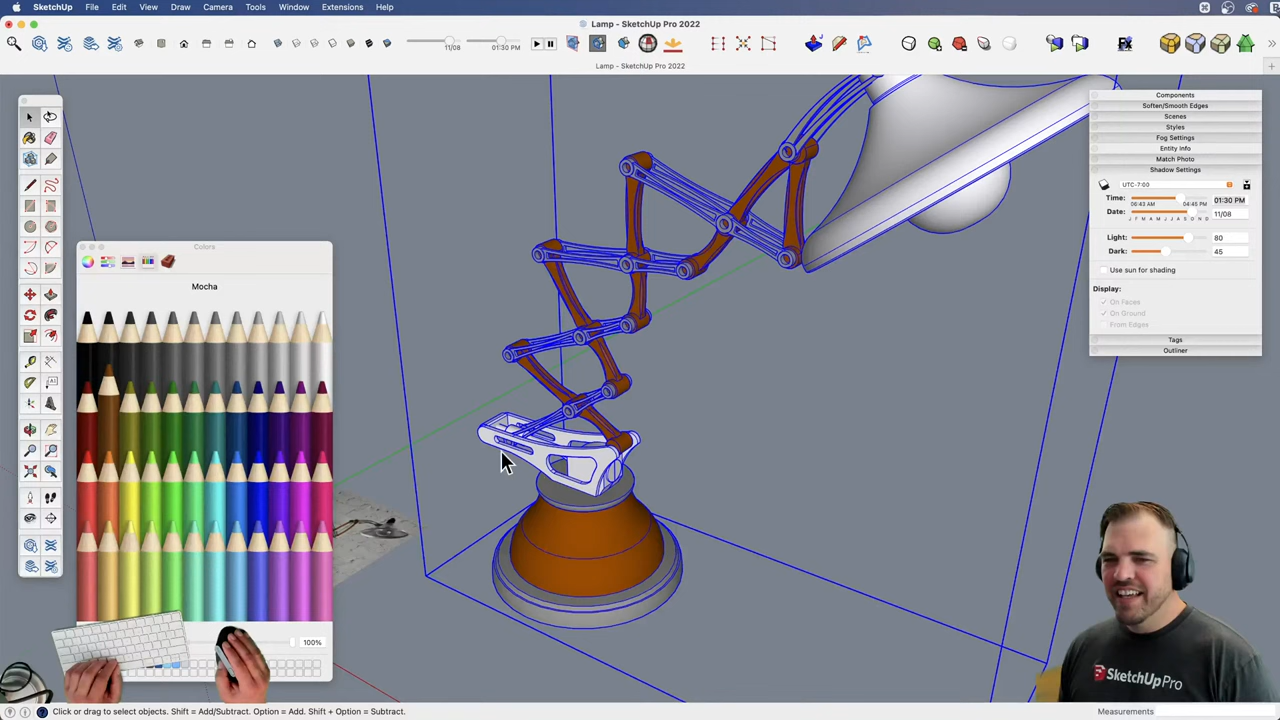 SketchUp File Edit View Draw Camera Tools Window Extensions Help
Lamp - SketchUp Pro 2022
11/08 01:30 PM
Lamp - SketchUp Pro 2022
Components
Soften/Smooth Edges
Scenes
Styles
Fog Settings
Entity Info
Match Photo
Shadow Settings
UTC-7:00
Time: 06:43 AM 04:45 PM 01:30 PM
Date: J F M A M J J A S O N D 11/08
Light: 80
Dark: 45
Use sun for shading
Display:
On Faces
On Ground
From Edges
Tags
Outliner
Colors
Mocha
100%
SketchUp Pro
Click or drag to select objects. Shift = Add/Subtract. Option = Add. Shift + Option = Subtract.
Measurements